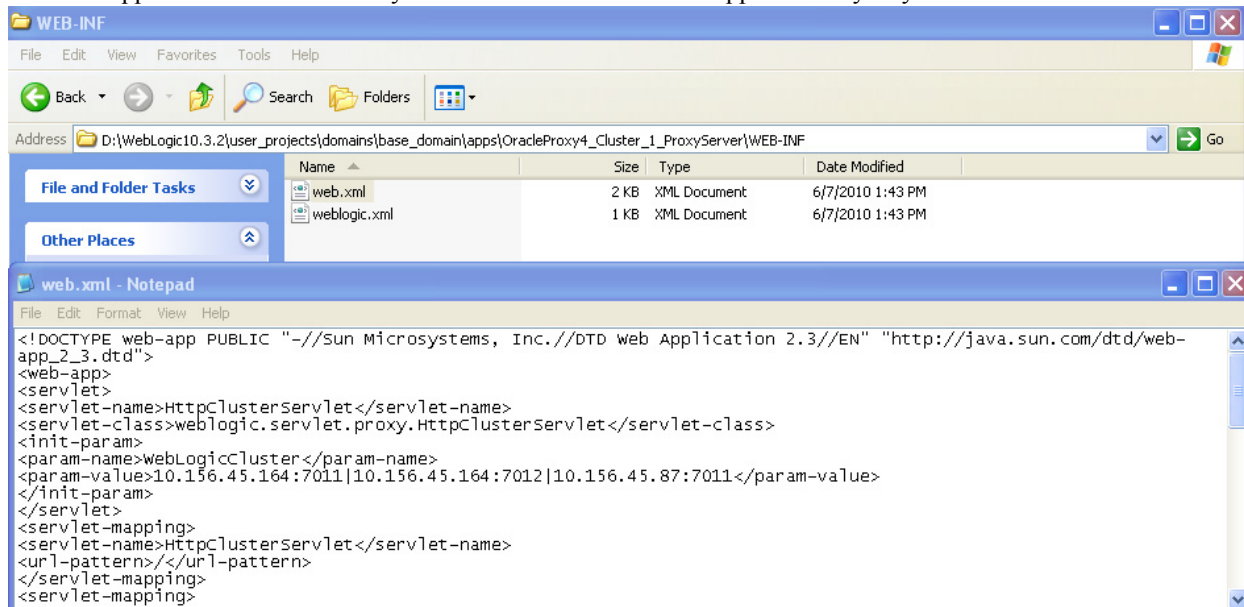 WEB-INF
File Edit View Favorites Tools Help
Back Search Folders
Address D:\WebLogic10.3.2\user_projects\domains\base_domain\apps\OracleProxy4_Cluster_1_ProxyServer\WEB-INF Go
Name Size Type Date Modified
File and Folder Tasks
web.xml 2 KB XML Document 6/7/2010 1:43 PM
weblogic.xml 1 KB XML Document 6/7/2010 1:43 PM
Other Places
web.xml - Notepad
File Edit Format View Help
<!DOCTYPE web-app PUBLIC "-//Sun Microsystems, Inc.//DTD Web Application 2.3//EN" "http://java.sun.com/dtd/web-
app_2_3.dtd">
<web-app>
<servlet>
<servlet-name>HttpClusterServlet</servlet-name>
<servlet-class>weblogic.servlet.proxy.HttpClusterServlet</servlet-class>
<init-param>
<param-name>WebLogicCluster</param-name>
<param-value>10.156.45.164:7011|10.156.45.164:7012|10.156.45.87:7011</param-value>
</init-param>
</servlet>
<servlet-mapping>
<servlet-name>HttpClusterServlet</servlet-name>
<url-pattern>/</url-pattern>
</servlet-mapping>
<servlet-mapping>